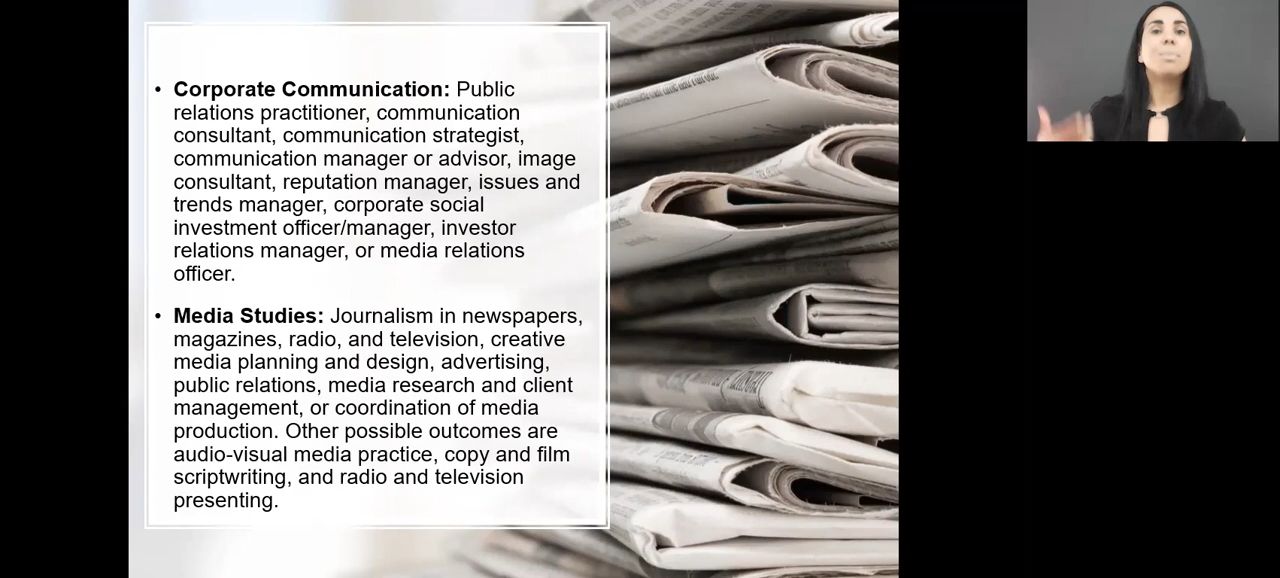 • Corporate Communication: Public
relations practitioner, communication
consultant, communication strategist,
communication manager or advisor, image
consultant, reputation manager, issues and
trends manager, corporate social
investment officer/manager, investor
relations manager, or media relations
officer.
• Media Studies: Journalism in newspapers,
magazines, radio, and television, creative
media planning and design, advertising,
public relations, media research and client
management, or coordination of media
production. Other possible outcomes are
audio-visual media practice, copy and film
scriptwriting, and radio and television
presenting.